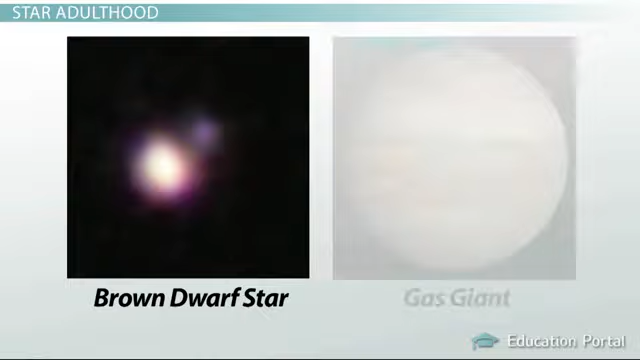 STAR ADULTHOOD
Brown Dwarf Star
Gas Giant
Education Portal